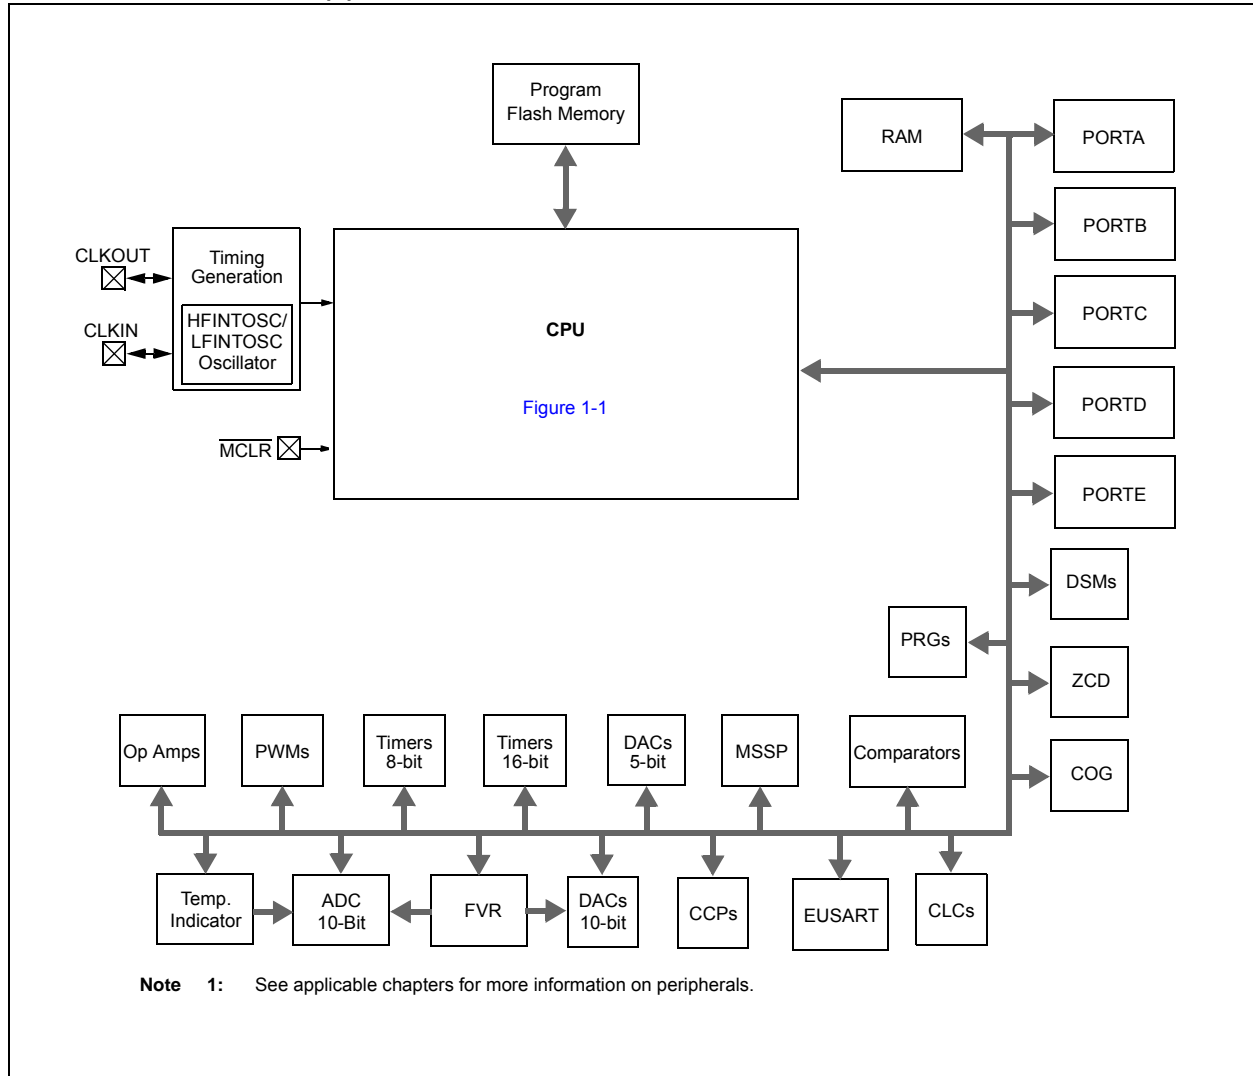 Program
Flash Memory
RAM
PORTA
PORTB
CLKOUT
Timing
Generation
HFINTOSC/
LFINTOSC
Oscillator
CLKIN
CPU
PORTC
Figure 1-1
PORTD
MCLR
PORTE
DSMs
PRGs
ZCD
Op Amps
PWMs
Timers
8-bit
Timers
16-bit
DACs
5-bit
MSSP
Comparators
COG
Temp.
Indicator
ADC
10-Bit
FVR
DACs
10-bit
CCPs
EUSART
CLCs
Note 1: See applicable chapters for more information on peripherals.